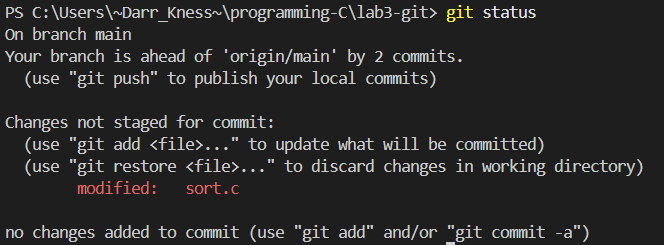 PS C:\Users\~Darr_Kness~\programming-C\lab3-git> git status
On branch main
Your branch is ahead of 'origin/main' by 2 commits.
  (use "git push" to publish your local commits)

Changes not staged for commit:
  (use "git add <file>..." to update what will be committed)
  (use "git restore <file>..." to discard changes in working directory)
        modified:   sort.c

no changes added to commit (use "git add" and/or "git commit -a")